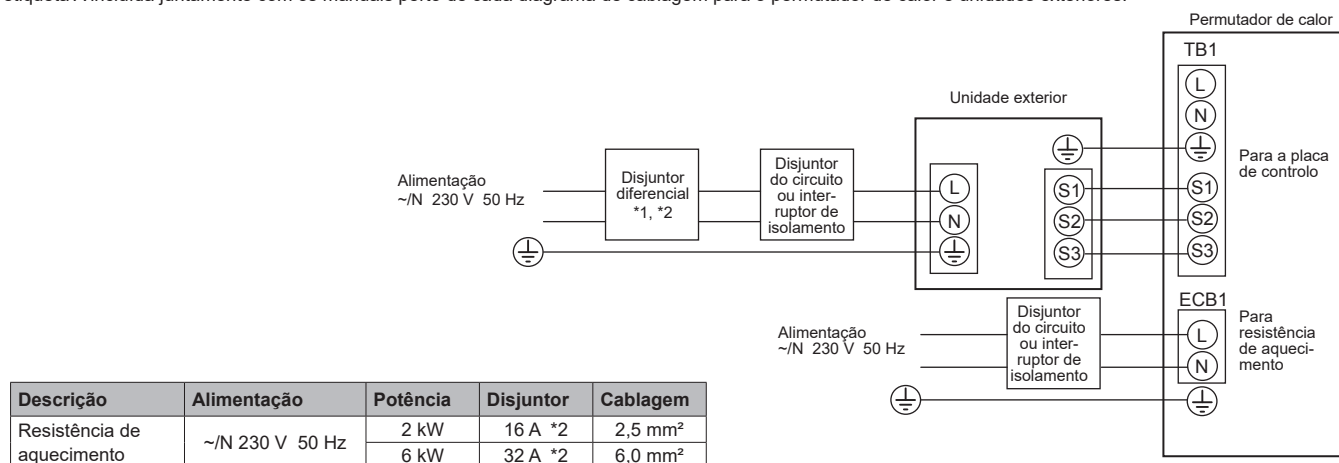 etiqueta A incluída juntamente com os manuais perto de cada diagrama de cablagem para o permutador de calor e unidades exteriores.
Permutador de calor
TB1
L
N
Para a placa
de controlo
S1
S2
S3
Unidade exterior
L
N
S1
S2
S3
Disjuntor
diferencial
*1, *2
Disjuntor
do circuito
ou inter-
ruptor de
isolamento
Alimentação
~/N 230 V 50 Hz
ECB1
L
N
Para
resistência
de aqueci-
mento
Disjuntor
do circuito
ou inter-
ruptor de
isolamento
Alimentação
~/N 230 V 50 Hz
Descrição Alimentação Potência Disjuntor Cablagem
Resistência de
aquecimento
~/N 230 V 50 Hz
2 kW 16 A *2 2,5 mm²
6 kW 32 A *2 6,0 mm²